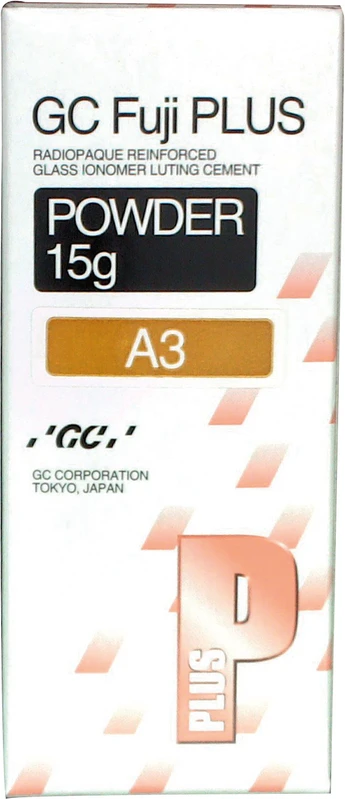 GC Fuji PLUS
RADIOPAQUE REINFORCED
GLASS IONOMER LUTING CEMENT
POWDER
15g
A3
GC
GC CORPORATION
TOKYO, JAPAN
P
PLUS